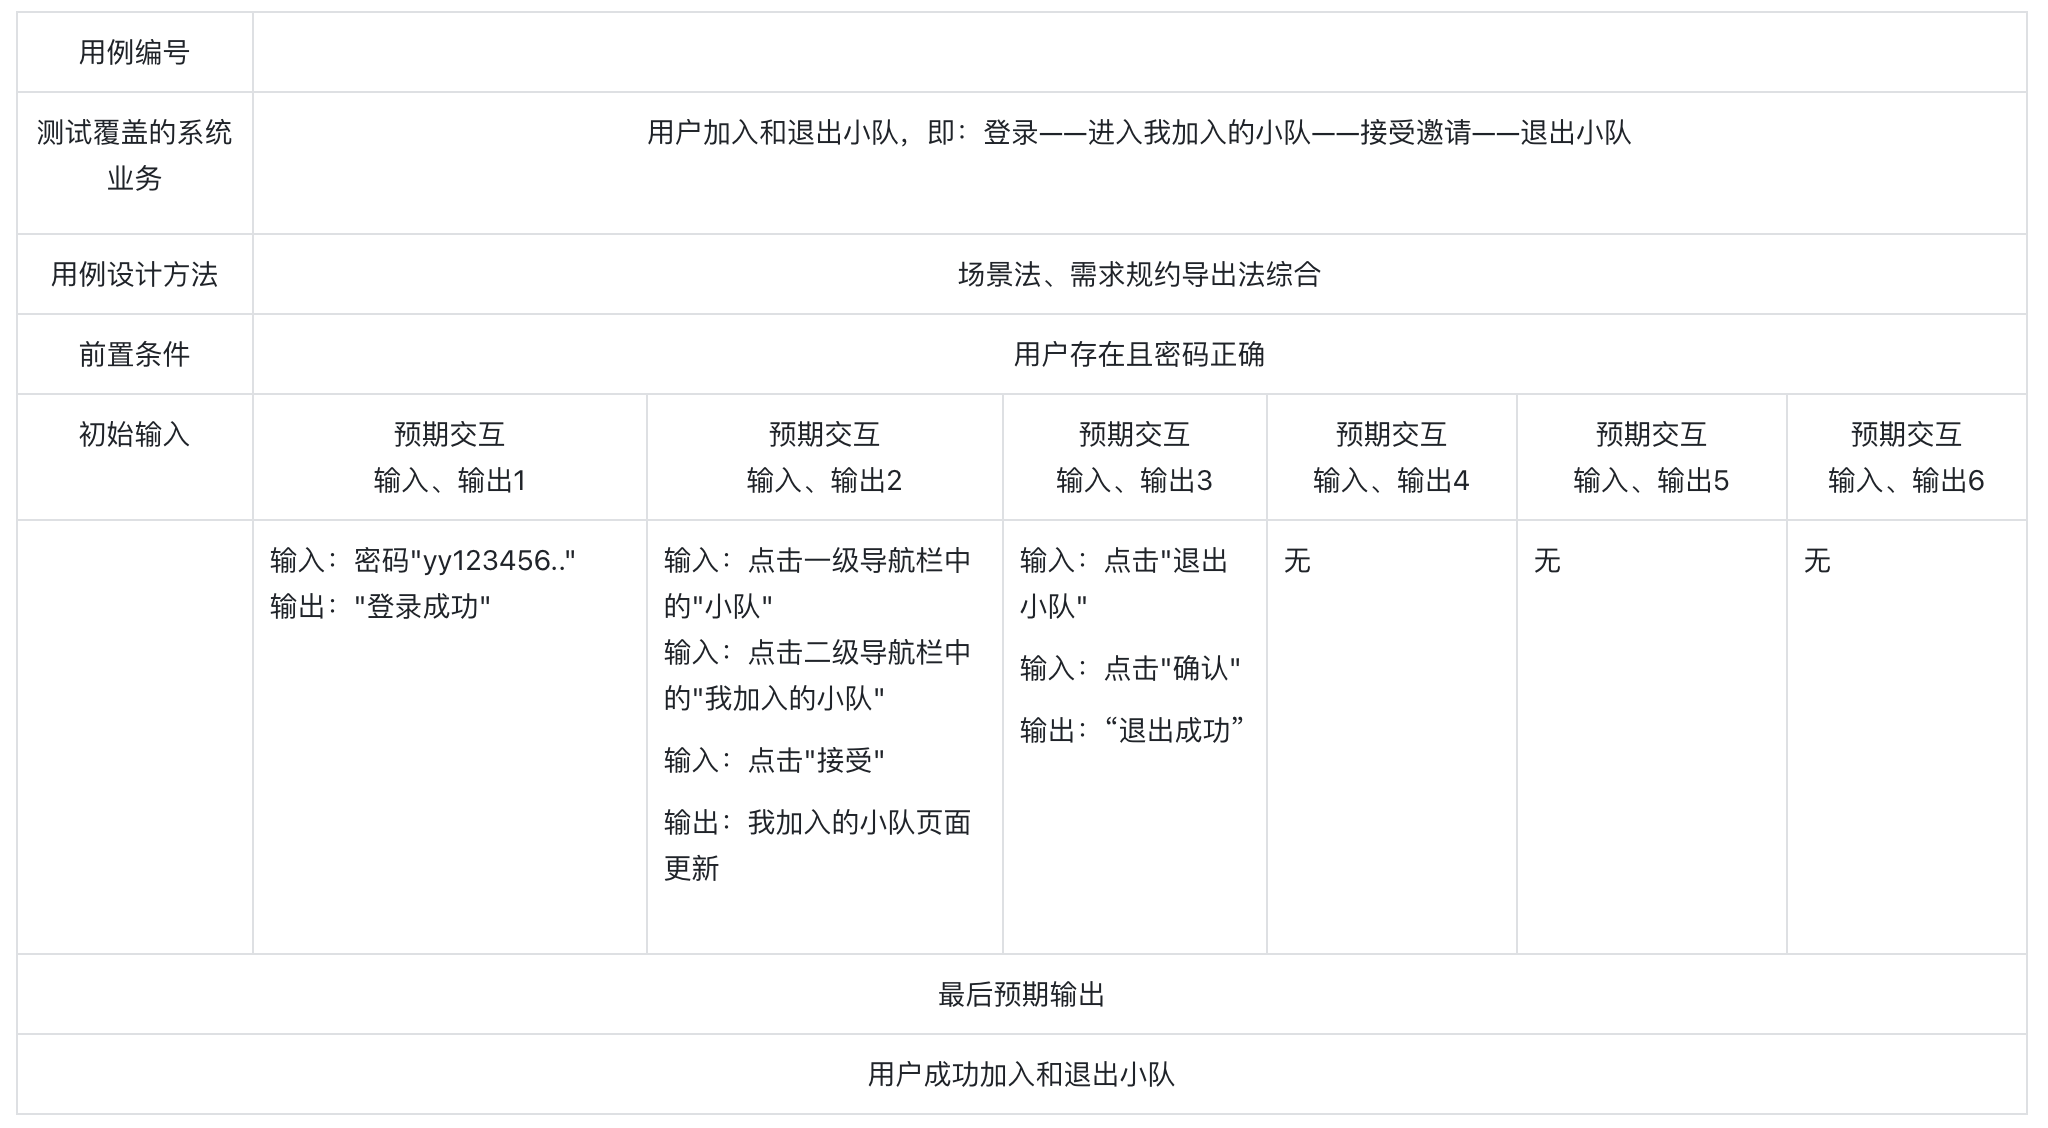 用例编号
测试覆盖的系统
业务
用户加入和退出小队，即：登录——进入我加入的小队——接受邀请——退出小队
用例设计方法
场景法、需求规约导出法综合
前置条件
用户存在且密码正确
初始输入
预期交互
输入、输出1
预期交互
输入、输出2
预期交互
输入、输出3
预期交互
输入、输出4
预期交互
输入、输出5
预期交互
输入、输出6
输入：密码"yy123456.."
输出："登录成功"
输入：点击一级导航栏中
的"小队"
输入：点击二级导航栏中
的"我加入的小队"
输入：点击"接受"
输出：我加入的小队页面
更新
输入：点击"退出
小队"
输入：点击"确认"
输出：“退出成功”
无
无
无
最后预期输出
用户成功加入和退出小队